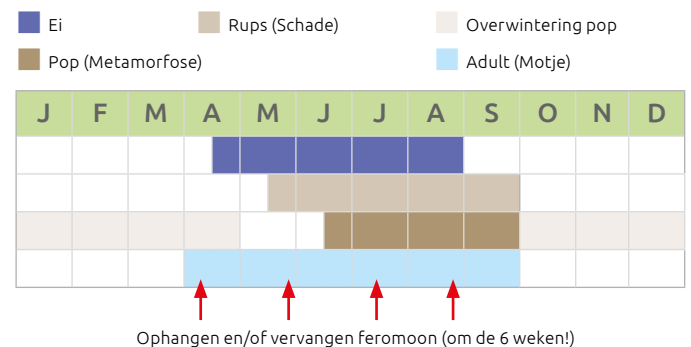 Ei Rups (Schade) Overwintering pop
Pop (Metamorfose) Adult (Motje)
J F M A M J J A S O N D
Ophangen en/of vervangen feromoon (om de 6 weken!)